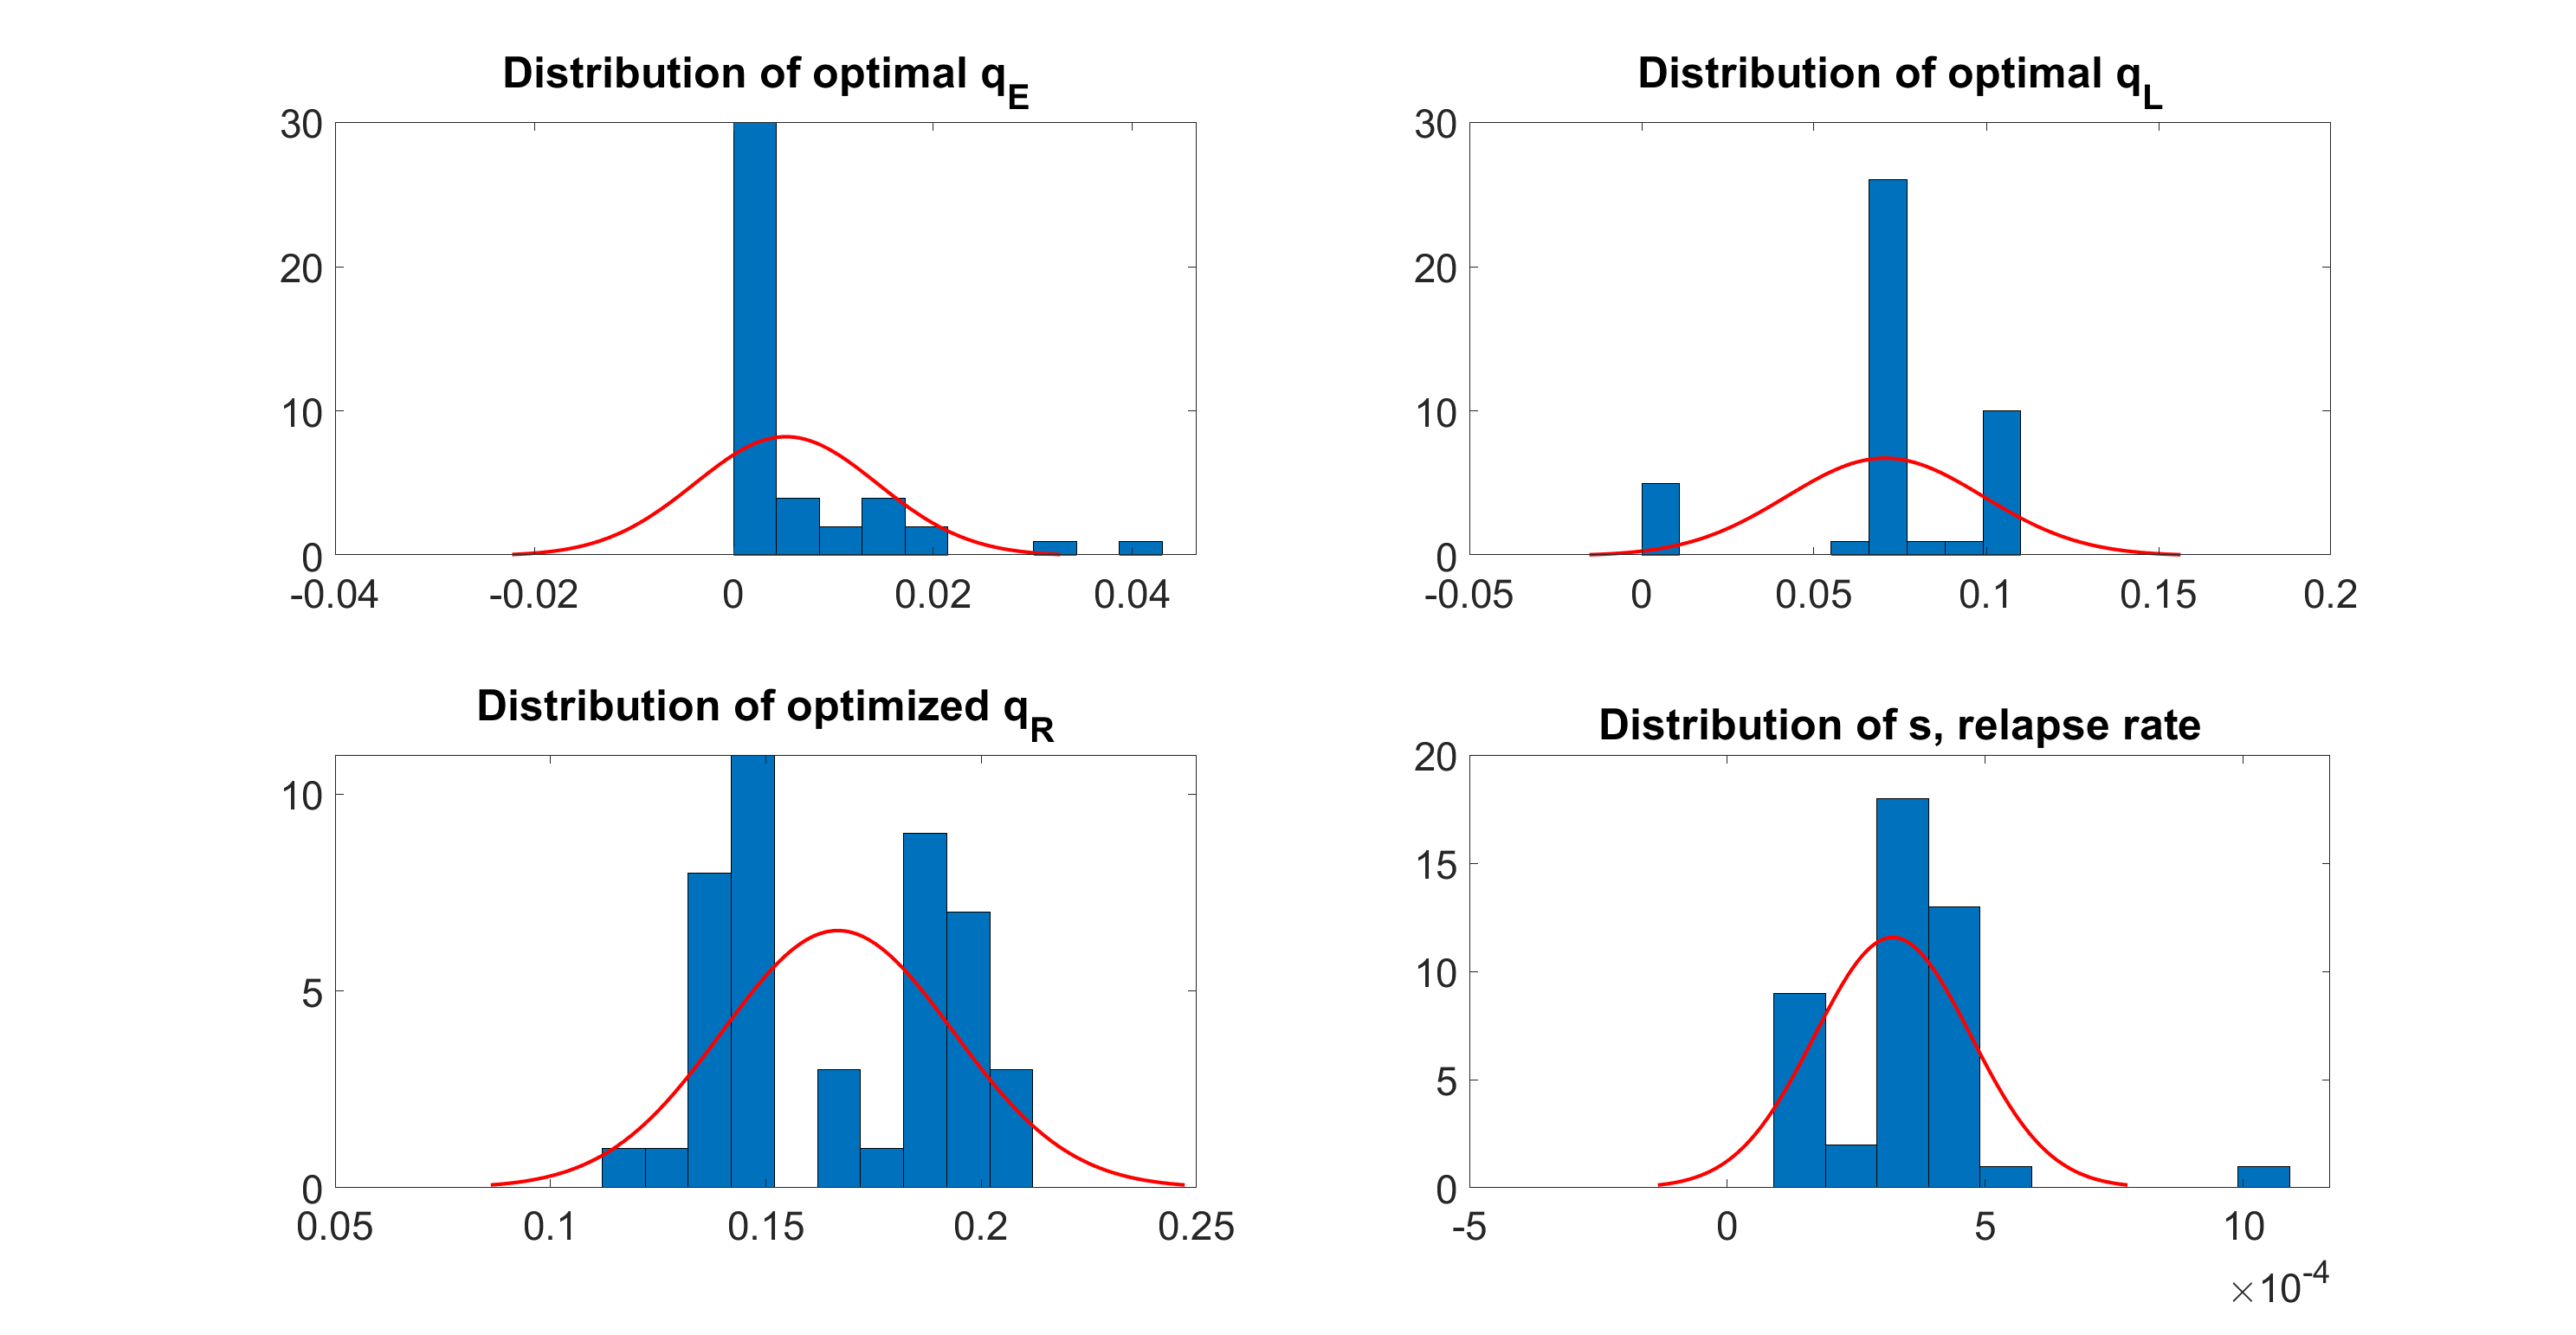 Distribution of optimal q_E
30
20
10
0
-0.04 -0.02 0 0.02 0.04
Distribution of optimal q_L
30
20
10
0
-0.05 0 0.05 0.1 0.15 0.2
Distribution of optimized q_R
10
5
0
0.05 0.1 0.15 0.2 0.25
Distribution of s, relapse rate
20
15
10
5
0
-5 0 5 10
×10^-4